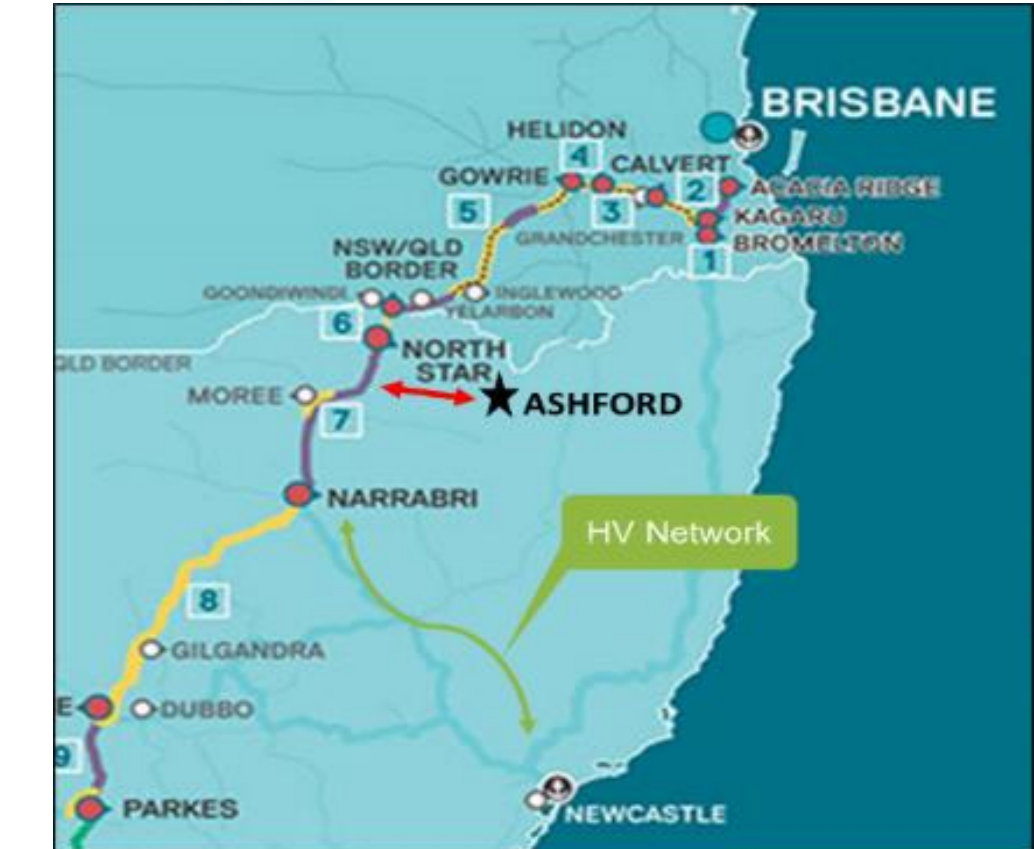 BRISBANE
HELIDON
4
CALVERT
GOWRIE
2
ACACIA RIDGE
5
3
KAGARU
GRANDCHESTER
BROMELTON
NSW/QLD
BORDER
1
GOONDIWINDI
INGLEWOOD
YELARBON
6
NORTH
STAR
QLD BORDER
MOREE
ASHFORD
7
NARRABRI
HV Network
8
GILGANDRA
E
DUBBO
9
PARKES
NEWCASTLE